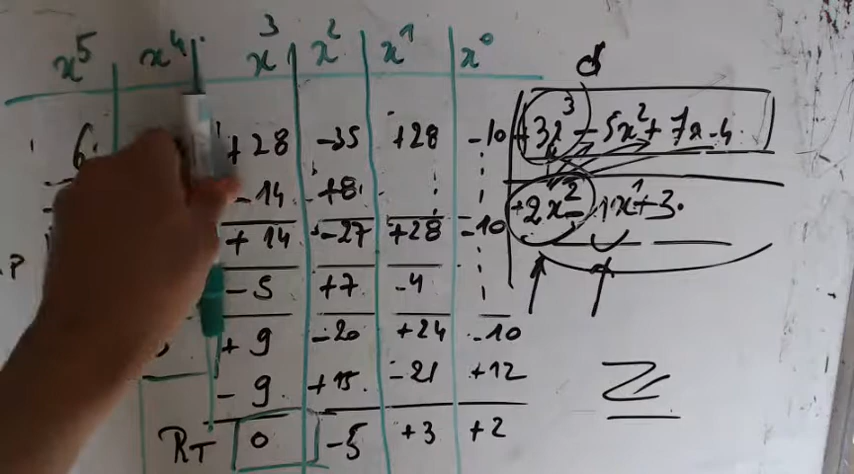 x⁵ x⁴ x³ x² x¹ x⁰ d
6 +28 -35 +28 -10 +3x³ - 5x² + 7x - 4
-14 +8 +2x² - 1x¹ + 3
+14 -27 +28 -10
-5 +7 -4
+9 -20 +24 -10
-9 +15 -21 +12
RT 0 -5 +3 +2